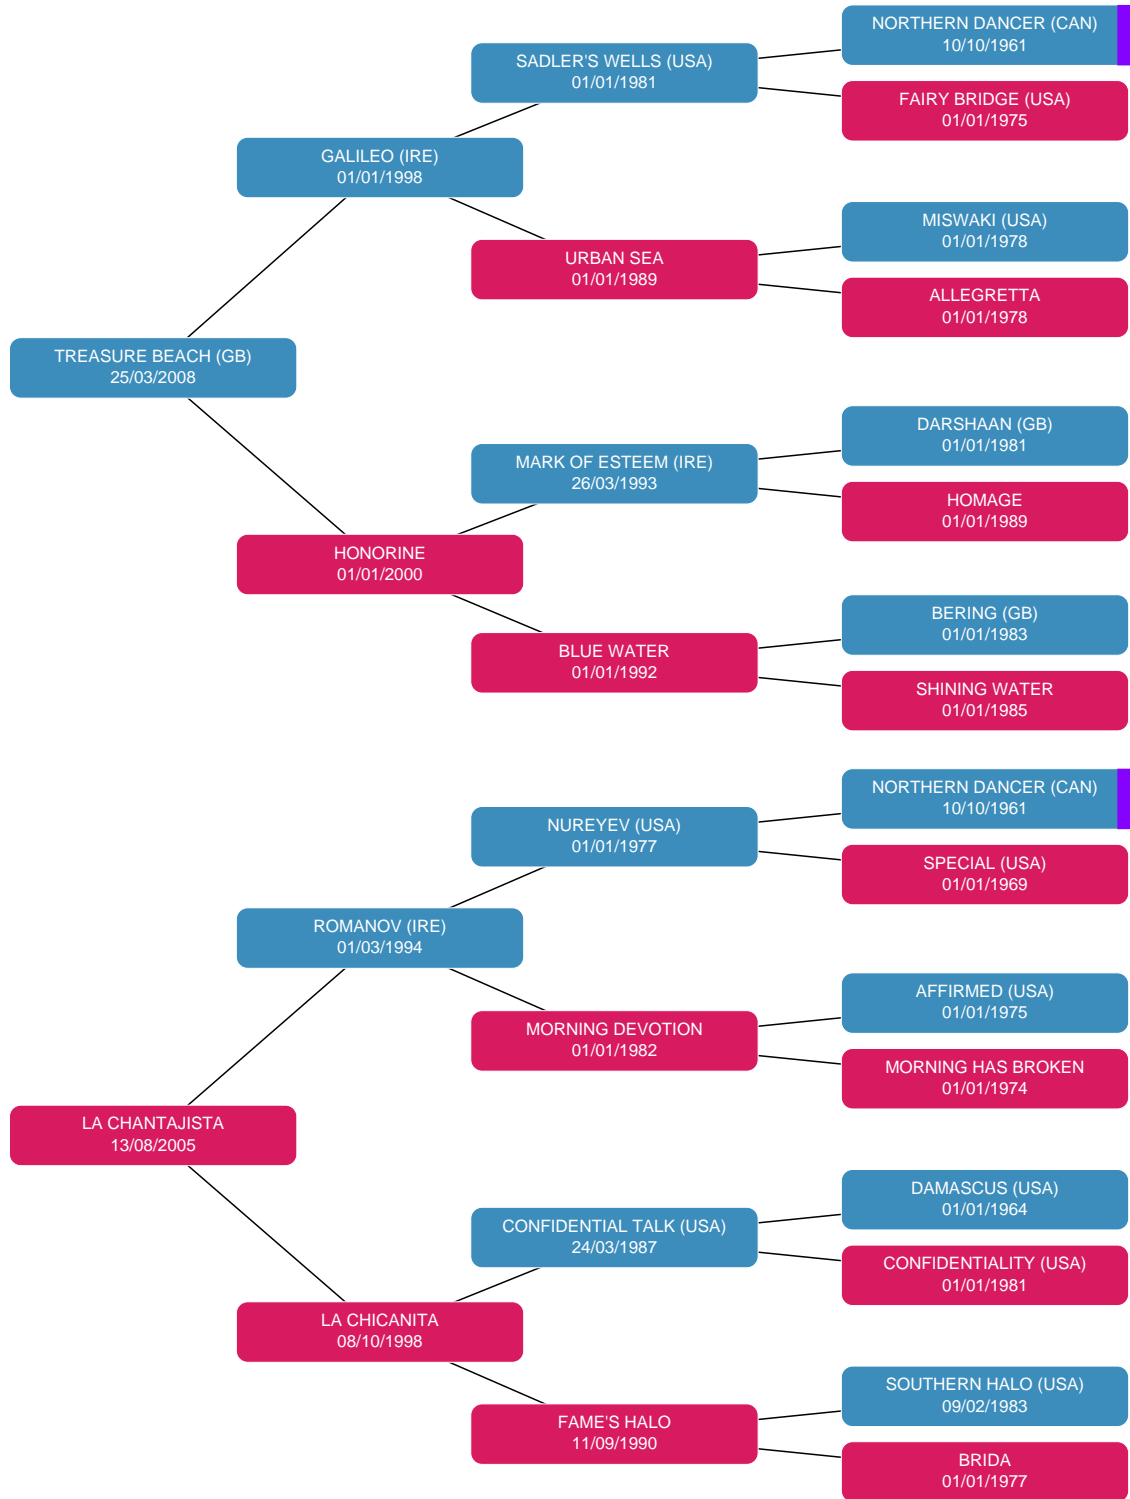 NORTHERN DANCER (CAN)
10/10/1961
SADLER'S WELLS (USA)
01/01/1981
FAIRY BRIDGE (USA)
01/01/1975
GALILEO (IRE)
01/01/1998
MISWAKI (USA)
01/01/1978
URBAN SEA
01/01/1989
ALLEGRETTA
01/01/1978
TREASURE BEACH (GB)
25/03/2008
DARSHAAN (GB)
01/01/1981
MARK OF ESTEEM (IRE)
26/03/1993
HOMAGE
01/01/1989
HONORINE
01/01/2000
BERING (GB)
01/01/1983
BLUE WATER
01/01/1992
SHINING WATER
01/01/1985
NORTHERN DANCER (CAN)
10/10/1961
NUREYEV (USA)
01/01/1977
SPECIAL (USA)
01/01/1969
ROMANOV (IRE)
01/03/1994
AFFIRMED (USA)
01/01/1975
MORNING DEVOTION
01/01/1982
MORNING HAS BROKEN
01/01/1974
LA CHANTAJISTA
13/08/2005
DAMASCUS (USA)
01/01/1964
CONFIDENTIAL TALK (USA)
24/03/1987
CONFIDENTIALITY (USA)
01/01/1981
LA CHICANITA
08/10/1998
SOUTHERN HALO (USA)
09/02/1983
FAME'S HALO
11/09/1990
BRIDA
01/01/1977